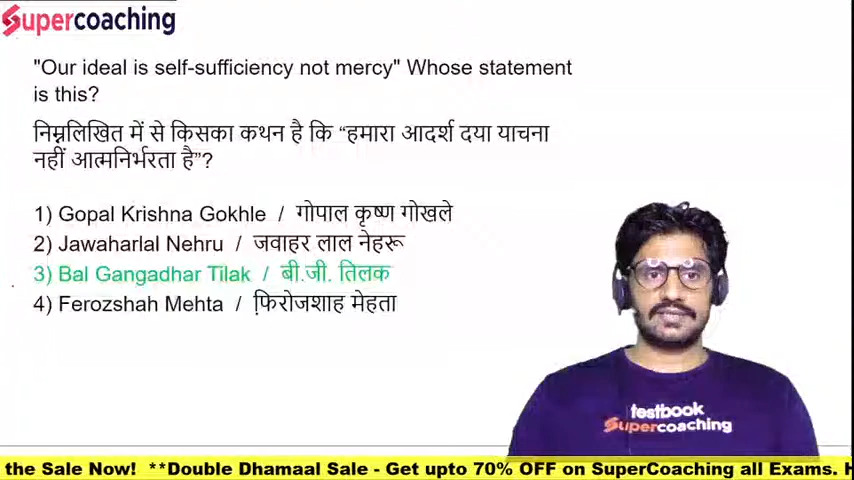 Supercoaching
"Our ideal is self-sufficiency not mercy" Whose statement
is this?
निम्नलिखित में से किसका कथन है कि “हमारा आदर्श दया याचना
नहीं आत्मनिर्भरता है”?
1) Gopal Krishna Gokhle / गोपाल कृष्ण गोखले
2) Jawaharlal Nehru / जवाहर लाल नेहरू
3) Bal Gangadhar Tilak / बी.जी. तिलक
4) Ferozshah Mehta / फ़िरोजशाह मेहता
testbook
Supercoaching
the Sale Now! **Double Dhamaal Sale - Get upto 70% OFF on SuperCoaching all Exams. H